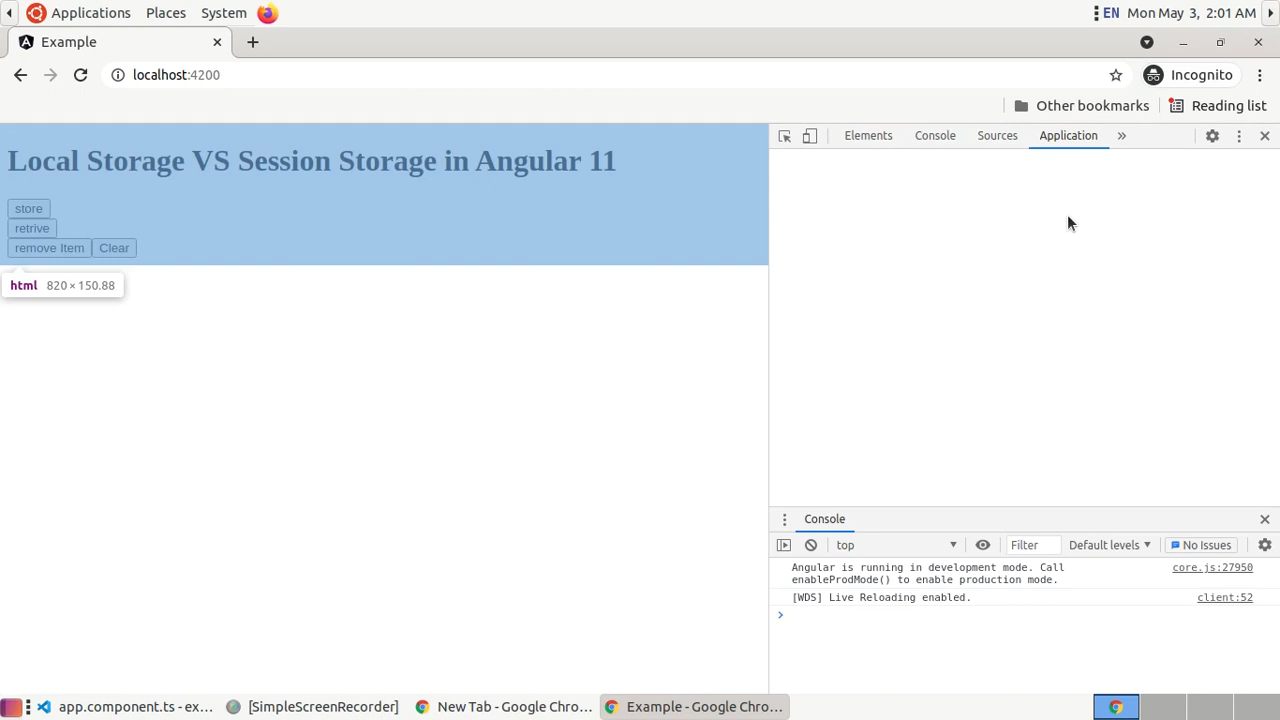 Applications Places System EN Mon May 3, 2:01 AM
Example
localhost:4200 Incognito
Other bookmarks Reading list
Elements Console Sources Application
Local Storage VS Session Storage in Angular 11
store
retrive
remove Item Clear
html 820 × 150.88
Console
top Filter Default levels No Issues
Angular is running in development mode. Call core.js:27950
enableProdMode() to enable production mode.
[WDS] Live Reloading enabled. client:52
app.component.ts - ex... [SimpleScreenRecorder] New Tab - Google Chro... Example - Google Chro...